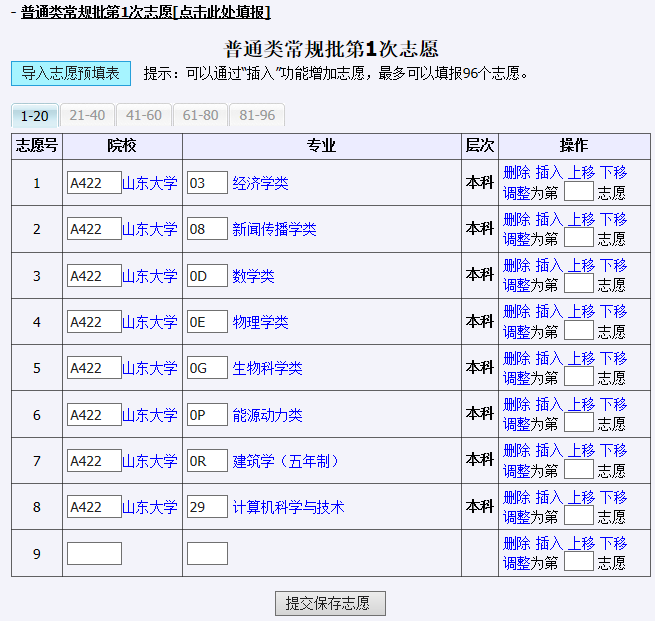 - 普通类常规批第1次志愿[点击此处填报]
普通类常规批第1次志愿
导入志愿预填表 提示：可以通过“插入”功能增加志愿，最多可以填报96个志愿。
1-20 21-40 41-60 61-80 81-96
志愿号 院校 专业 层次 操作
1 A422 山东大学 03 经济学类 本科 删除 插入 上移 下移
调整为第 志愿
2 A422 山东大学 08 新闻传播学类 本科 删除 插入 上移 下移
调整为第 志愿
3 A422 山东大学 0D 数学类 本科 删除 插入 上移 下移
调整为第 志愿
4 A422 山东大学 0E 物理学类 本科 删除 插入 上移 下移
调整为第 志愿
5 A422 山东大学 0G 生物科学类 本科 删除 插入 上移 下移
调整为第 志愿
6 A422 山东大学 0P 能源动力类 本科 删除 插入 上移 下移
调整为第 志愿
7 A422 山东大学 0R 建筑学（五年制） 本科 删除 插入 上移 下移
调整为第 志愿
8 A422 山东大学 29 计算机科学与技术 本科 删除 插入 上移 下移
调整为第 志愿
9 删除 插入 上移 下移
调整为第 志愿
提交保存志愿